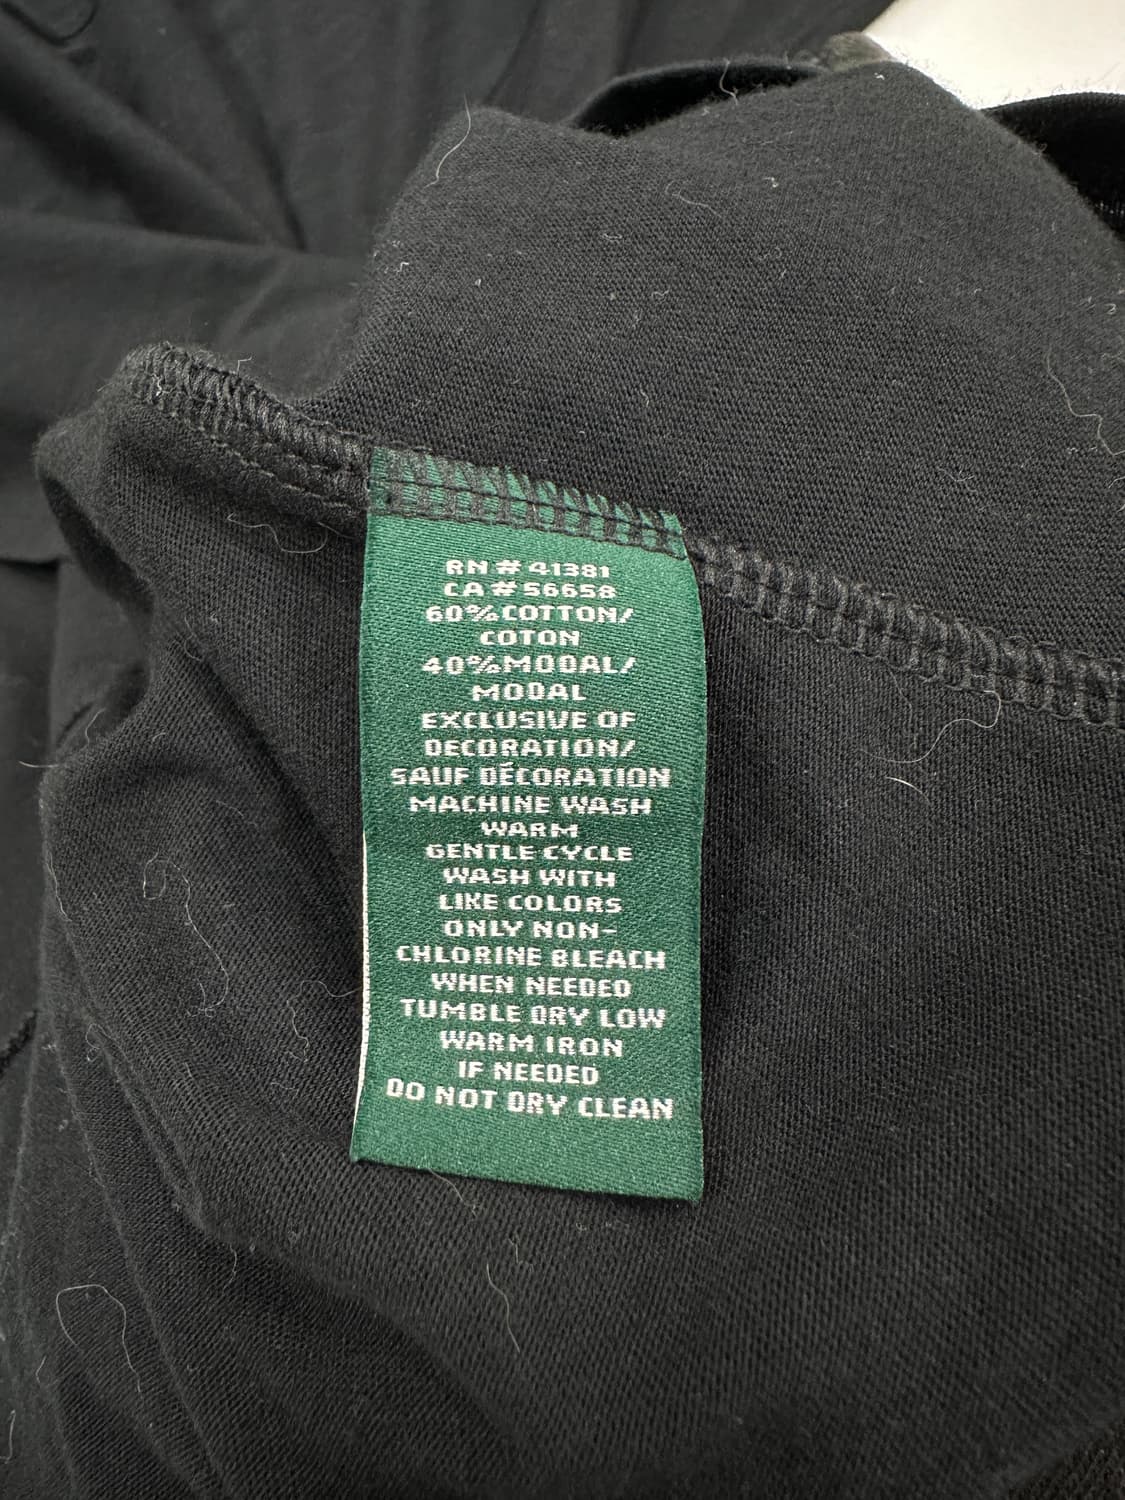 RN # 41381
CA # 56658
60% COTTON/
COTON
40% MODAL/
MODAL
EXCLUSIVE OF
DECORATION/
SAUF DÉCORATION
MACHINE WASH
WARM
GENTLE CYCLE
WASH WITH
LIKE COLORS
ONLY NON-
CHLORINE BLEACH
WHEN NEEDED
TUMBLE DRY LOW
WARM IRON
IF NEEDED
DO NOT DRY CLEAN